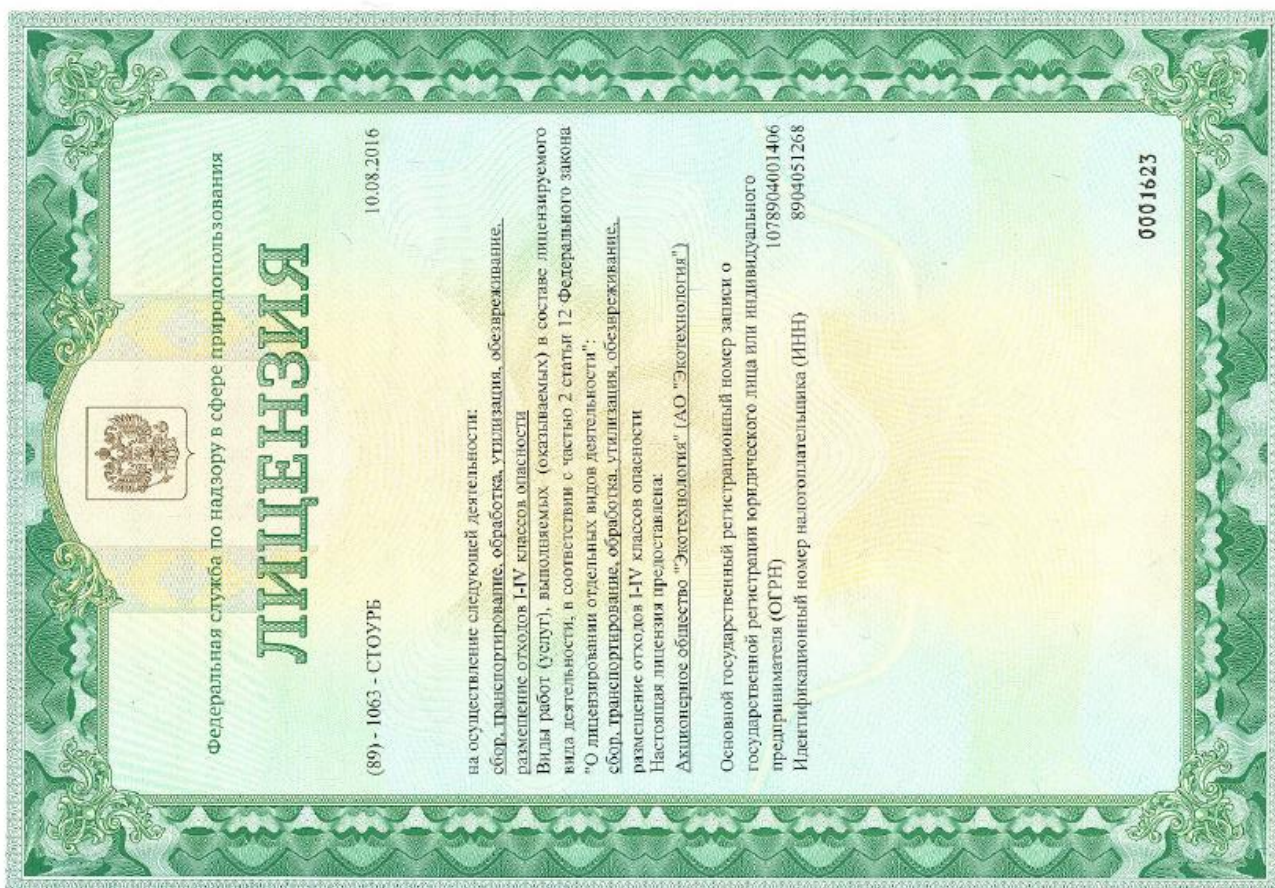 Федеральная служба по надзору в сфере природопользования
ЛИЦЕНЗИЯ
(89) - 1063 - СТОУРБ 10.08.2016
на осуществление следующей деятельности:
сбор, транспортирование, обработка, утилизация, обезвреживание,
размещение отходов I-IV классов опасности
Виды работ (услуг), выполняемых (оказываемых) в составе лицензируемого
вида деятельности, в соответствии с частью 2 статьи 12 Федерального закона
"О лицензировании отдельных видов деятельности":
сбор, транспортирование, обработка, утилизация, обезвреживание,
размещение отходов I-IV классов опасности
Настоящая лицензия предоставлена:
Акционерное общество "Экотехнология" (АО "Экотехнология")
Основной государственный регистрационный номер записи о
государственной регистрации юридического лица или индивидуального
предпринимателя (ОГРН) 1078904001406
Идентификационный номер налогоплательщика (ИНН) 8904051268
0001623